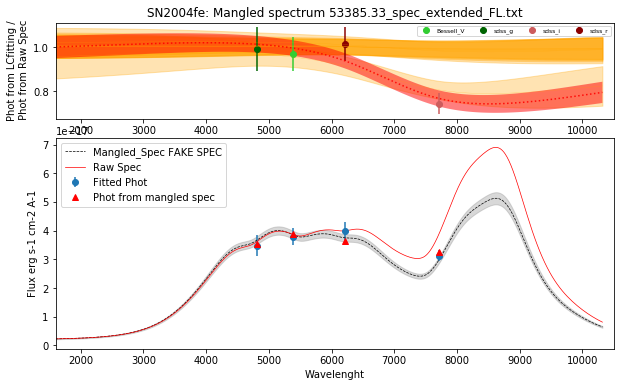 SN2004fe: Mangled spectrum 53385.33_spec_extended_FL.txt
Phot from LCfitting /
Phot from Raw Spec
1.0
0.8
Bessell_V
sdss_g
sdss_i
sdss_r
2000 3000 4000 5000 6000 7000 8000 9000 10000
1e−17
Flux erg s-1 cm-2 A-1
7
6
5
4
3
2
1
0
Mangled_Spec FAKE SPEC
Raw Spec
Fitted Phot
Phot from mangled spec
2000 3000 4000 5000 6000 7000 8000 9000 10000
Wavelenght